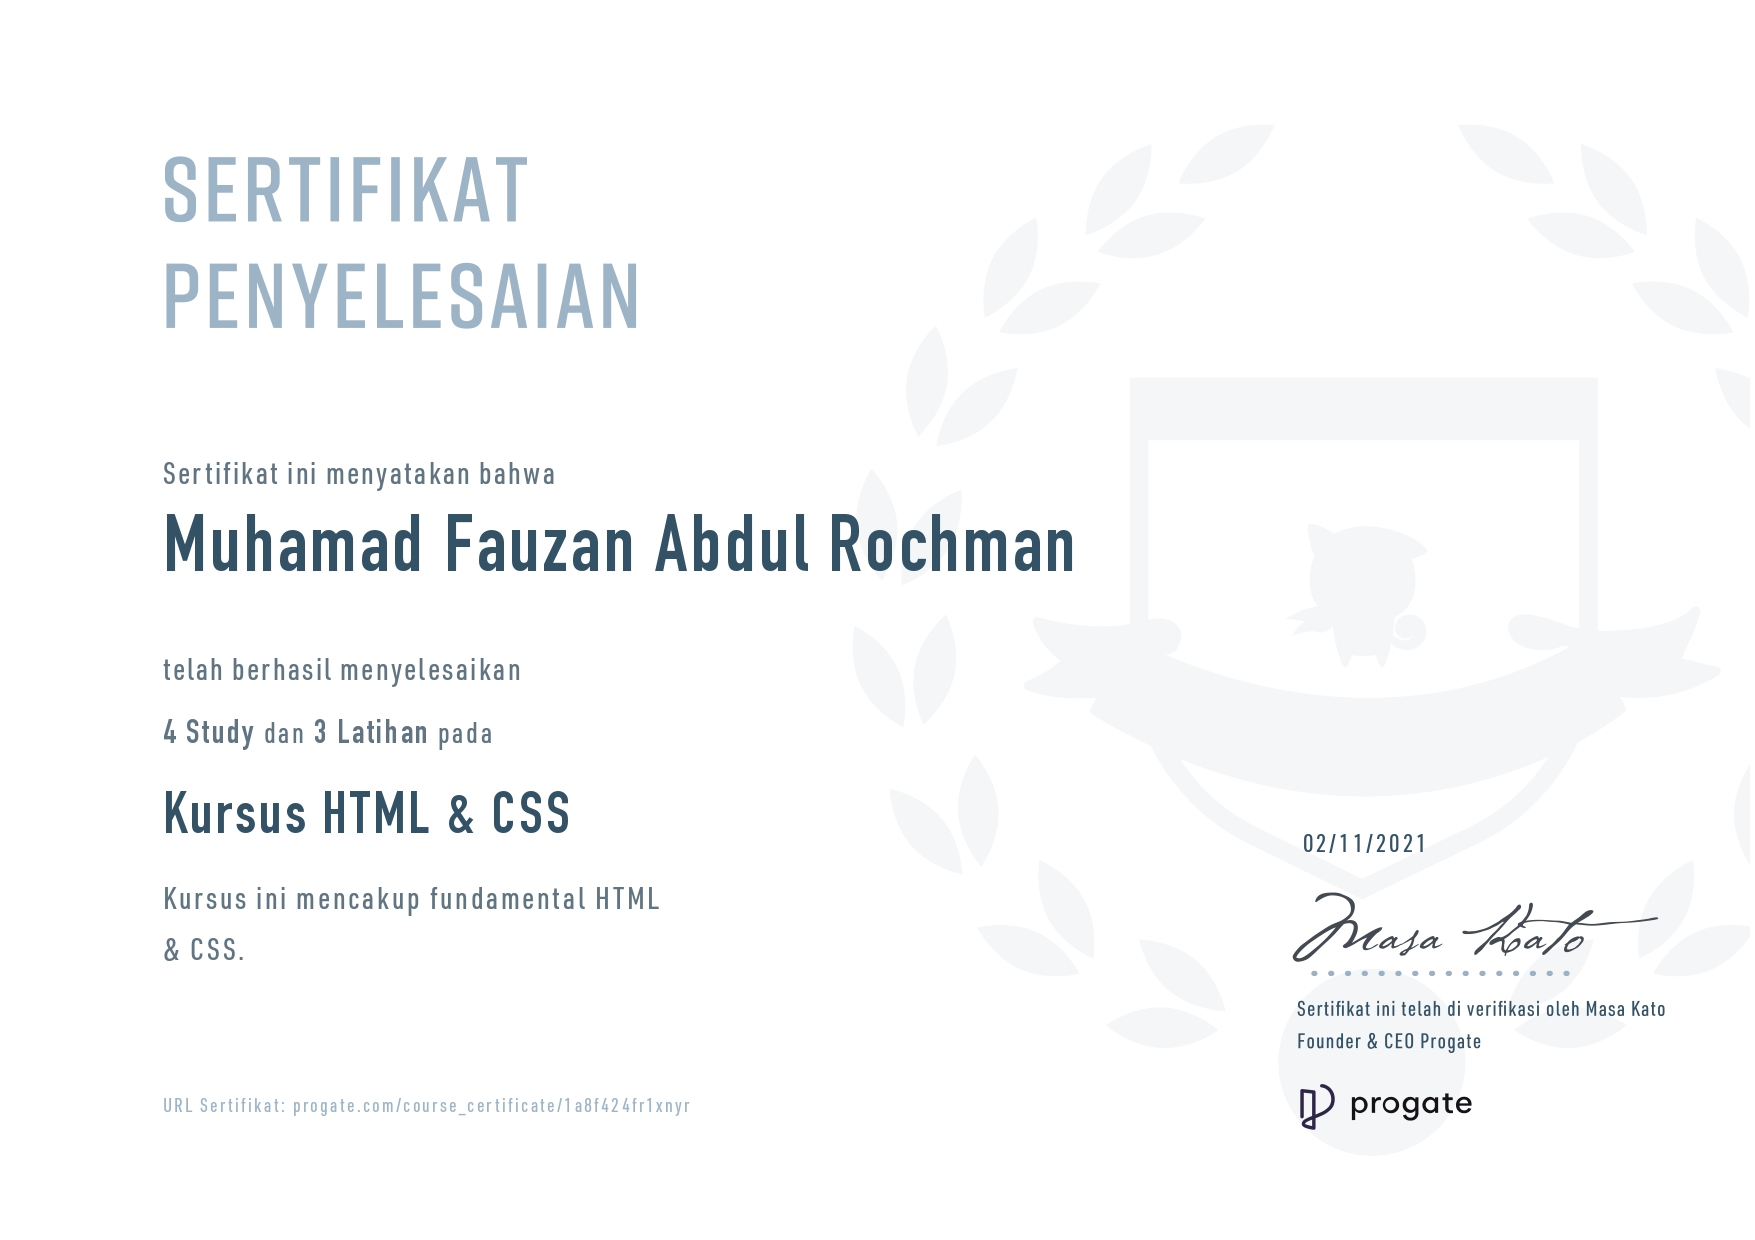 SERTIFIKAT
PENYELESAIAN
Sertifikat ini menyatakan bahwa
Muhamad Fauzan Abdul Rochman
telah berhasil menyelesaikan
4 Study dan 3 Latihan pada
Kursus HTML & CSS
Kursus ini mencakup fundamental HTML
& CSS.
02/11/2021
Masa Kato
Sertifikat ini telah di verifikasi oleh Masa Kato
Founder & CEO Progate
progate
URL Sertifikat: progate.com/course_certificate/1a8f424fr1xnyr